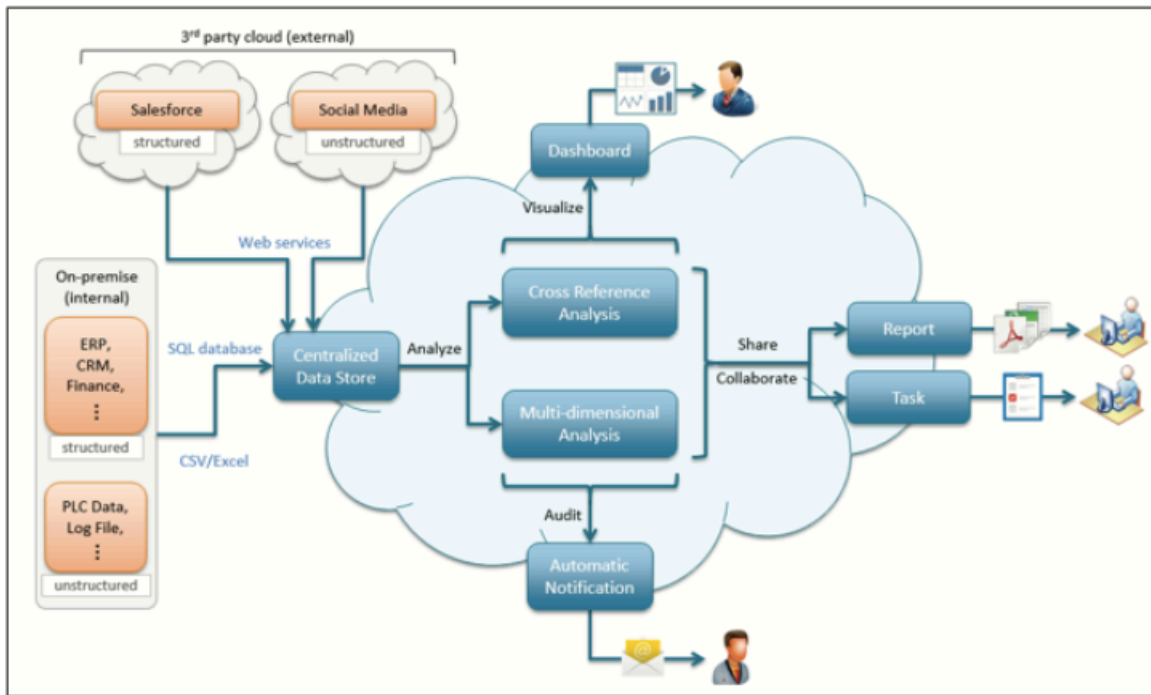 3rd party cloud (external)
Salesforce
structured
Social Media
unstructured
Web services
On-premise
(internal)
ERP,
CRM,
Finance,
⋮
structured
PLC Data,
Log File,
⋮
unstructured
SQL database
CSV/Excel
Centralized
Data Store
Analyze
Cross Reference
Analysis
Multi-dimensional
Analysis
Visualize
Dashboard
Share
Collaborate
Report
Task
Audit
Automatic
Notification
@